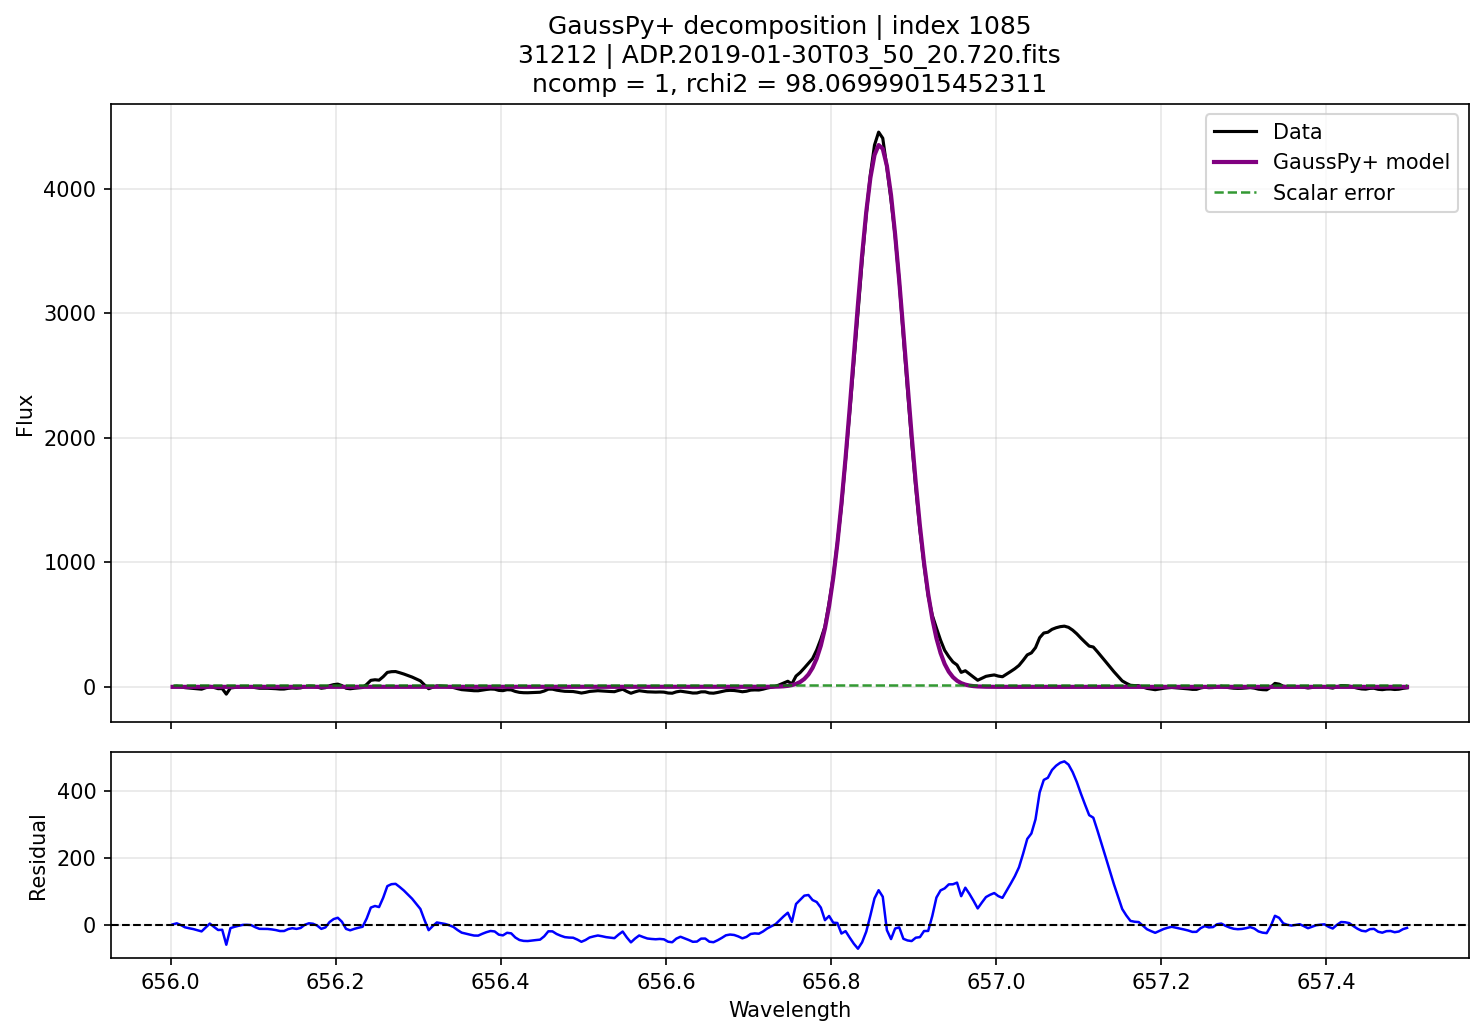 GaussPy+ decomposition | index 1085
31212 | ADP.2019-01-30T03_50_20.720.fits
ncomp = 1, rchi2 = 98.06999015452311
Data
GaussPy+ model
Scalar error
Flux
4000
3000
2000
1000
0
Residual
400
200
0
656.0 656.2 656.4 656.6 656.8 657.0 657.2 657.4
Wavelength